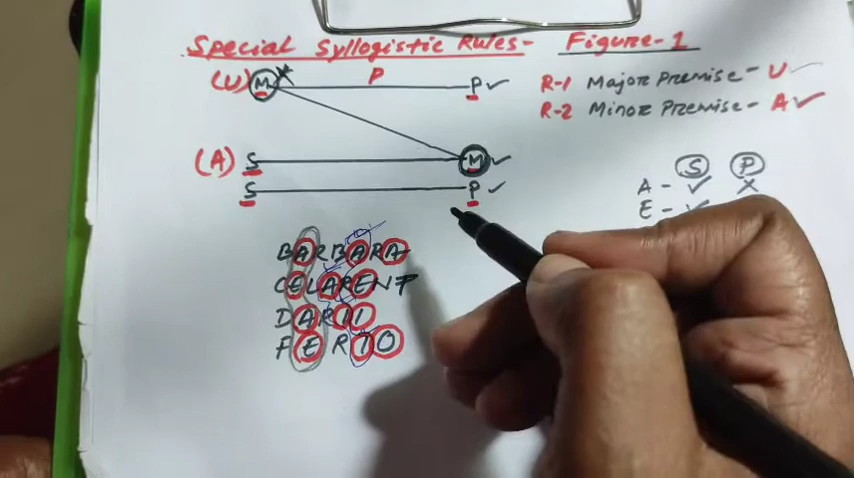 Special Syllogistic Rules- Figure-1
(U) M P P ✓
R-1 Major Premise - U ✓
R-2 Minor Premise - A ✓
(A) S M ✓
S P ✓
S P
A - ✓ X
E - ✓
BARBARA
CELARENT
DARII
FERIO